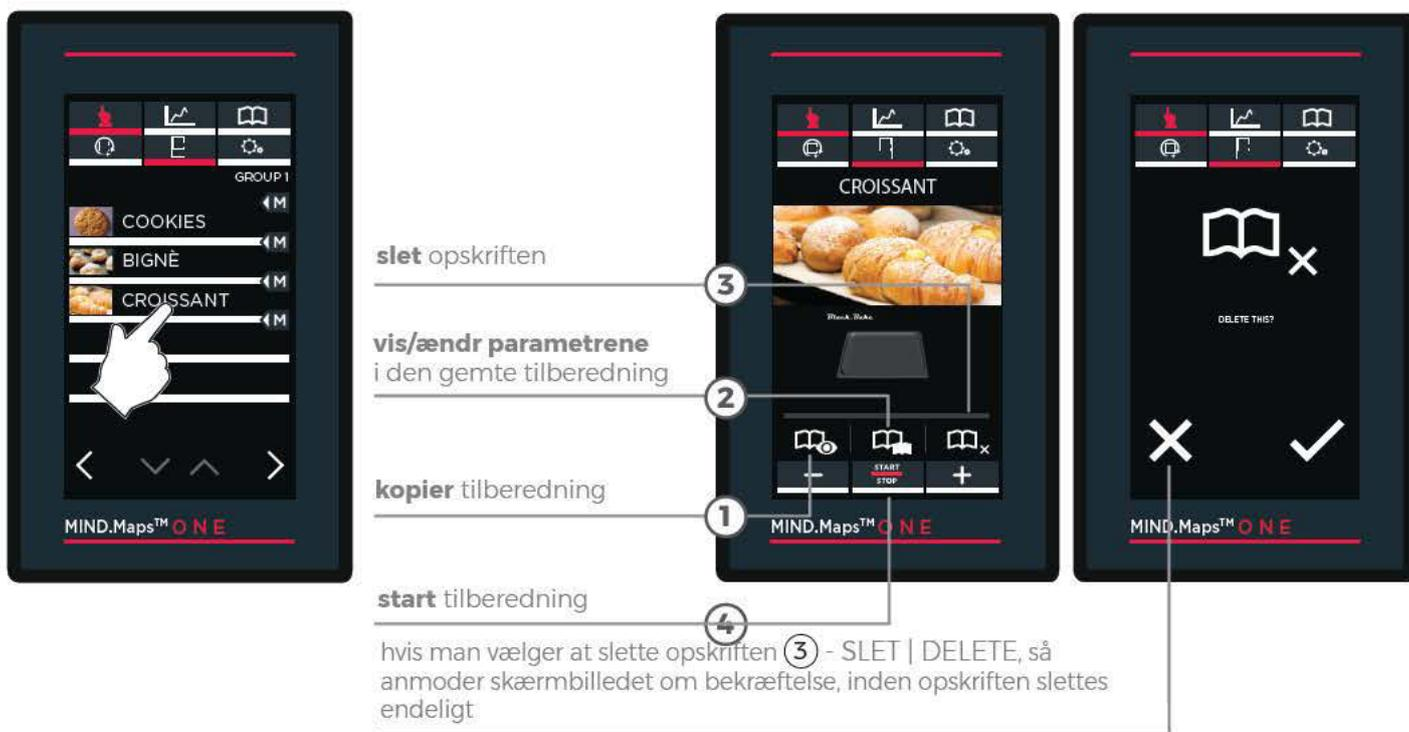 GROUP 1
M
COOKIES
M
BIGNÈ
M
CROISSANT
M
MIND.Maps™ ONE
slet opskriften
3
vis/ændr parametrene
i den gemte tilberedning
2
kopier tilberedning
1
start tilberedning
4
hvis man vælger at slette opskriften 3 - SLET | DELETE, så
anmoder skærmbilledet om bekræftelse, inden opskriften slettes
endeligt
CROISSANT
Black.Bake
START
STOP
MIND.Maps™ ONE
DELETE THIS?
MIND.Maps™ ONE